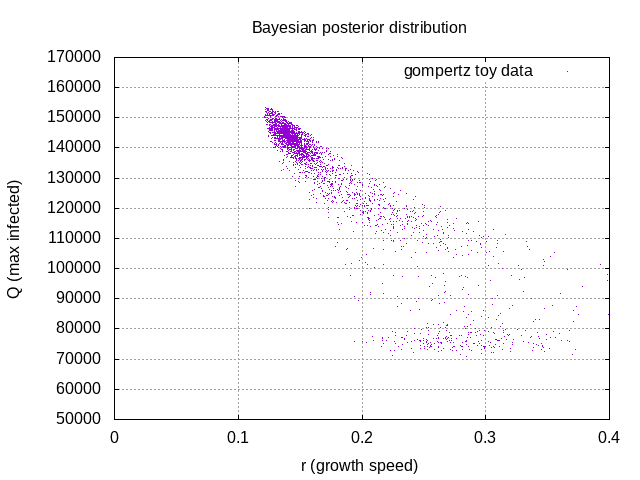 Bayesian posterior distribution
gompertz toy data
Q (max infected)
170000
160000
150000
140000
130000
120000
110000
100000
90000
80000
70000
60000
50000
0 0.1 0.2 0.3 0.4
r (growth speed)